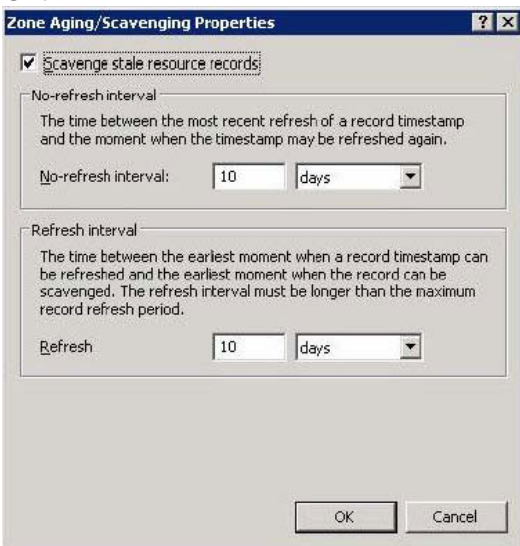 Zone Aging/Scavenging Properties
Scavenge stale resource records
No-refresh interval
The time between the most recent refresh of a record timestamp
and the moment when the timestamp may be refreshed again.
No-refresh interval: 10 days
Refresh interval
The time between the earliest moment when a record timestamp can
be refreshed and the earliest moment when the record can be
scavenged. The refresh interval must be longer than the maximum
record refresh period.
Refresh 10 days
OK Cancel